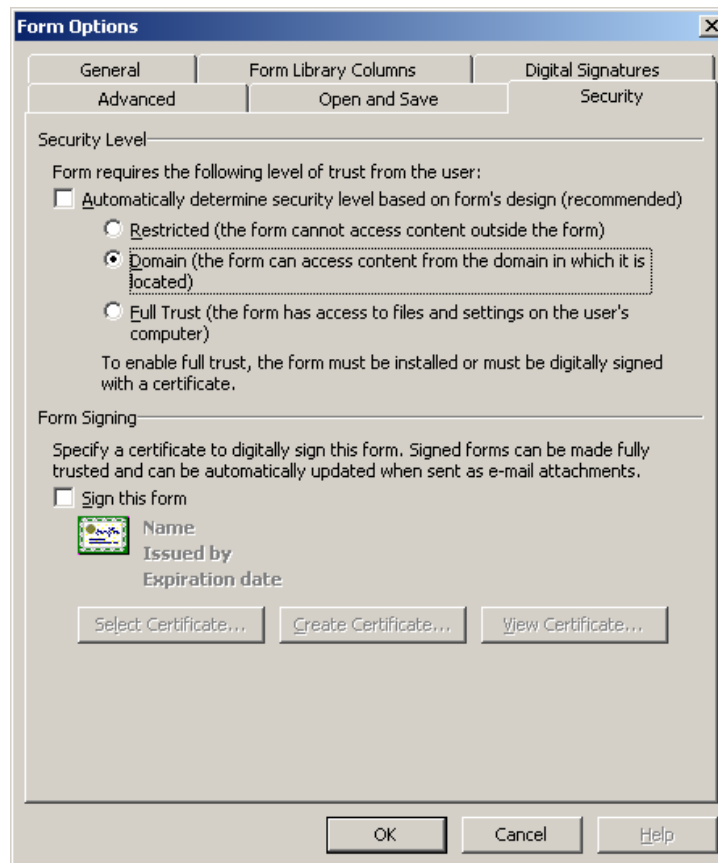 Form Options
General
Form Library Columns
Digital Signatures
Advanced
Open and Save
Security
Security Level
Form requires the following level of trust from the user:
Automatically determine security level based on form's design (recommended)
Restricted (the form cannot access content outside the form)
Domain (the form can access content from the domain in which it is
located)
Full Trust (the form has access to files and settings on the user's
computer)
To enable full trust, the form must be installed or must be digitally signed
with a certificate.
Form Signing
Specify a certificate to digitally sign this form. Signed forms can be made fully
trusted and can be automatically updated when sent as e-mail attachments.
Sign this form
Name
Issued by
Expiration date
Select Certificate...
Create Certificate...
View Certificate...
OK
Cancel
Help